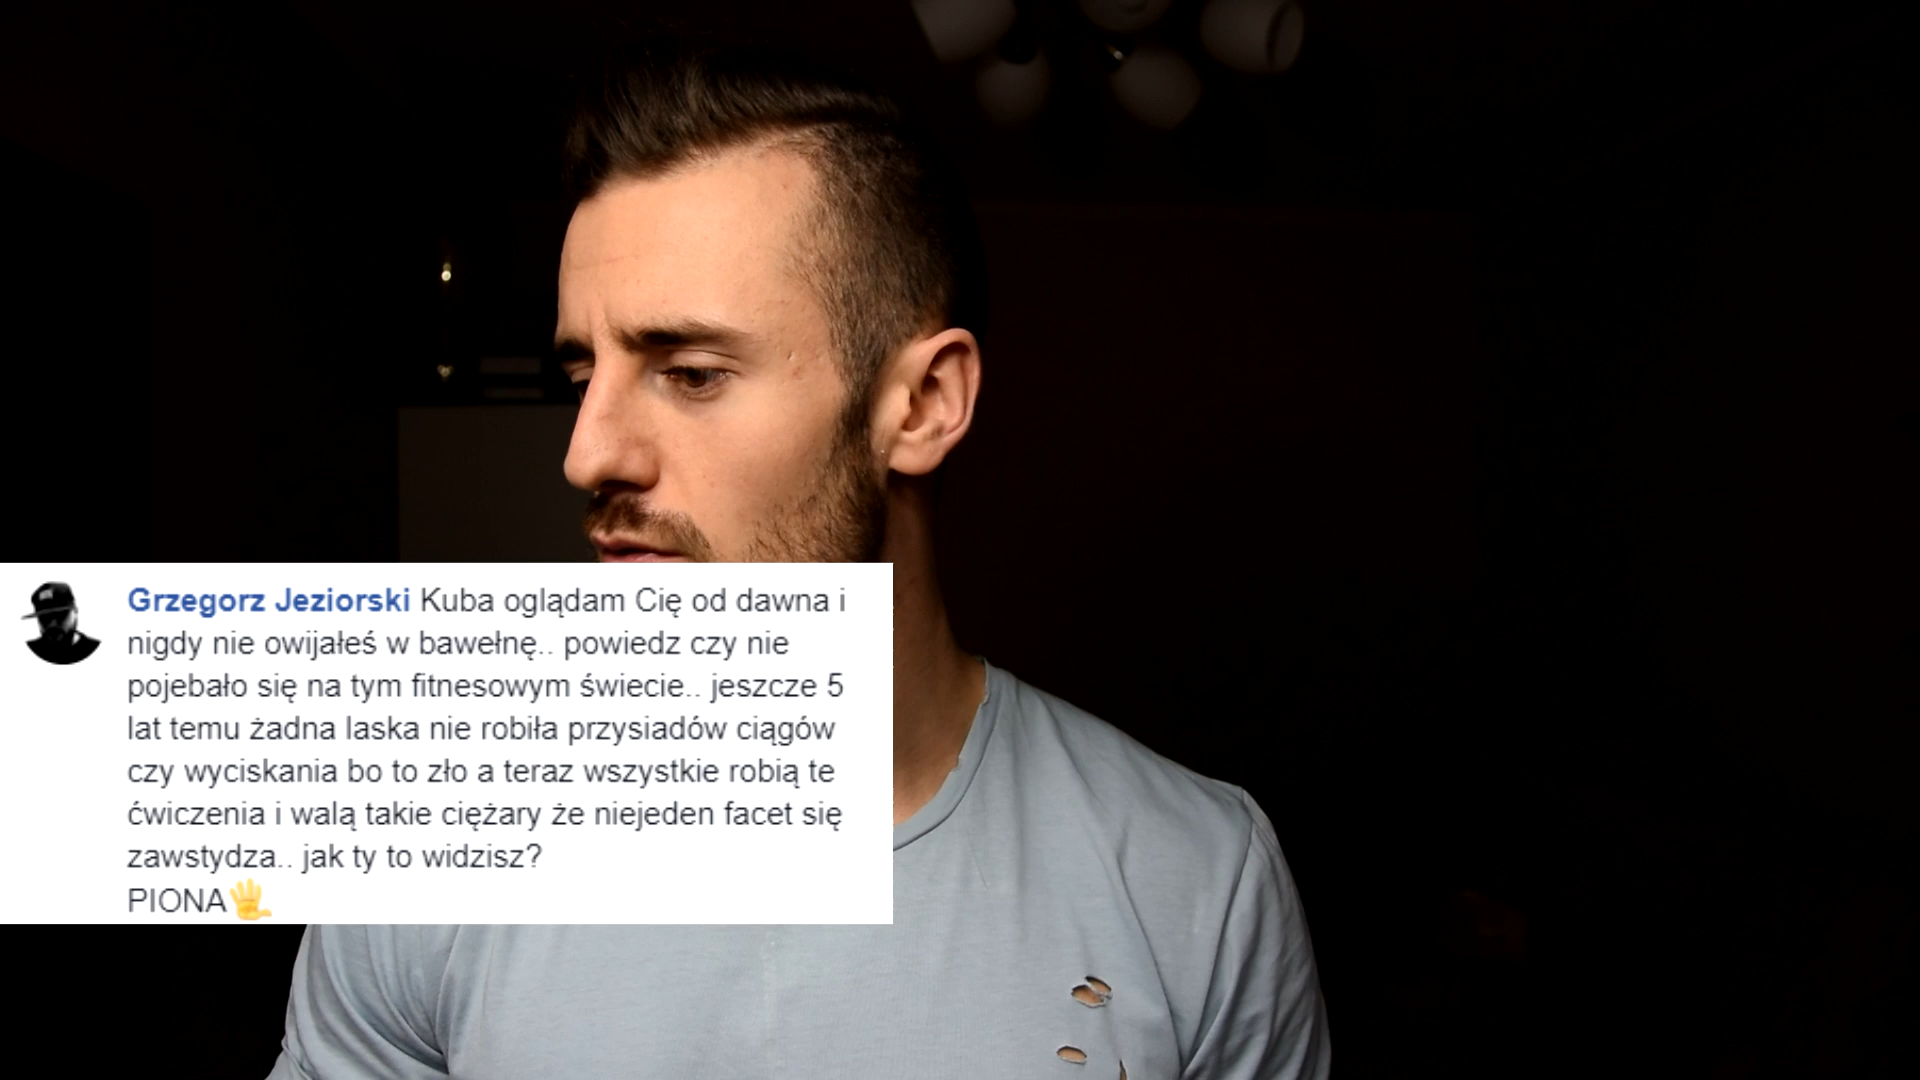 Grzegorz Jeziorski Kuba oglądam Cię od dawna i
nigdy nie owijałeś w bawełnę.. powiedz czy nie
pojebało się na tym fitnesowym świecie.. jeszcze 5
lat temu żadna laska nie robiła przysiadów ciągów
czy wyciskania bo to zło a teraz wszystkie robią te
ćwiczenia i walą takie ciężary że niejeden facet się
zawstydza.. jak ty to widzisz?
PIONA🖐